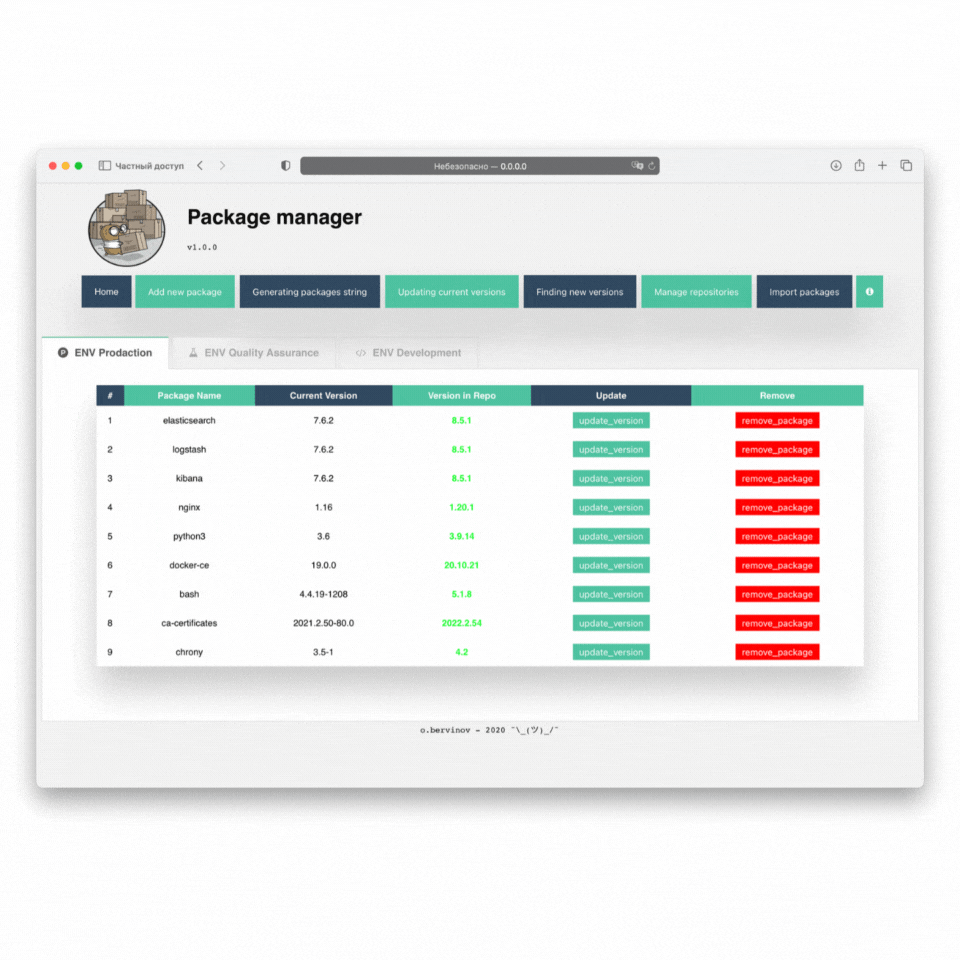 Частный доступ
Небезопасно — 0.0.0.0
Package manager
v1.0.0
Home Add new package Generating packages string Updating current versions Finding new versions Manage repositories Import packages
ENV Production ENV Quality Assurance ENV Development
# Package Name Current Version Version in Repo Update Remove
1 elasticsearch 7.6.2 8.5.1 update_version remove_package
2 logstash 7.6.2 8.5.1 update_version remove_package
3 kibana 7.6.2 8.5.1 update_version remove_package
4 nginx 1.16 1.20.1 update_version remove_package
5 python3 3.6 3.9.14 update_version remove_package
6 docker-ce 19.0.0 20.10.21 update_version remove_package
7 bash 4.4.19-1208 5.1.8 update_version remove_package
8 ca-certificates 2021.2.50-80.0 2022.2.54 update_version remove_package
9 chrony 3.5-1 4.2 update_version remove_package
o.bervinov - 2020 ¯\_(ツ)_/¯